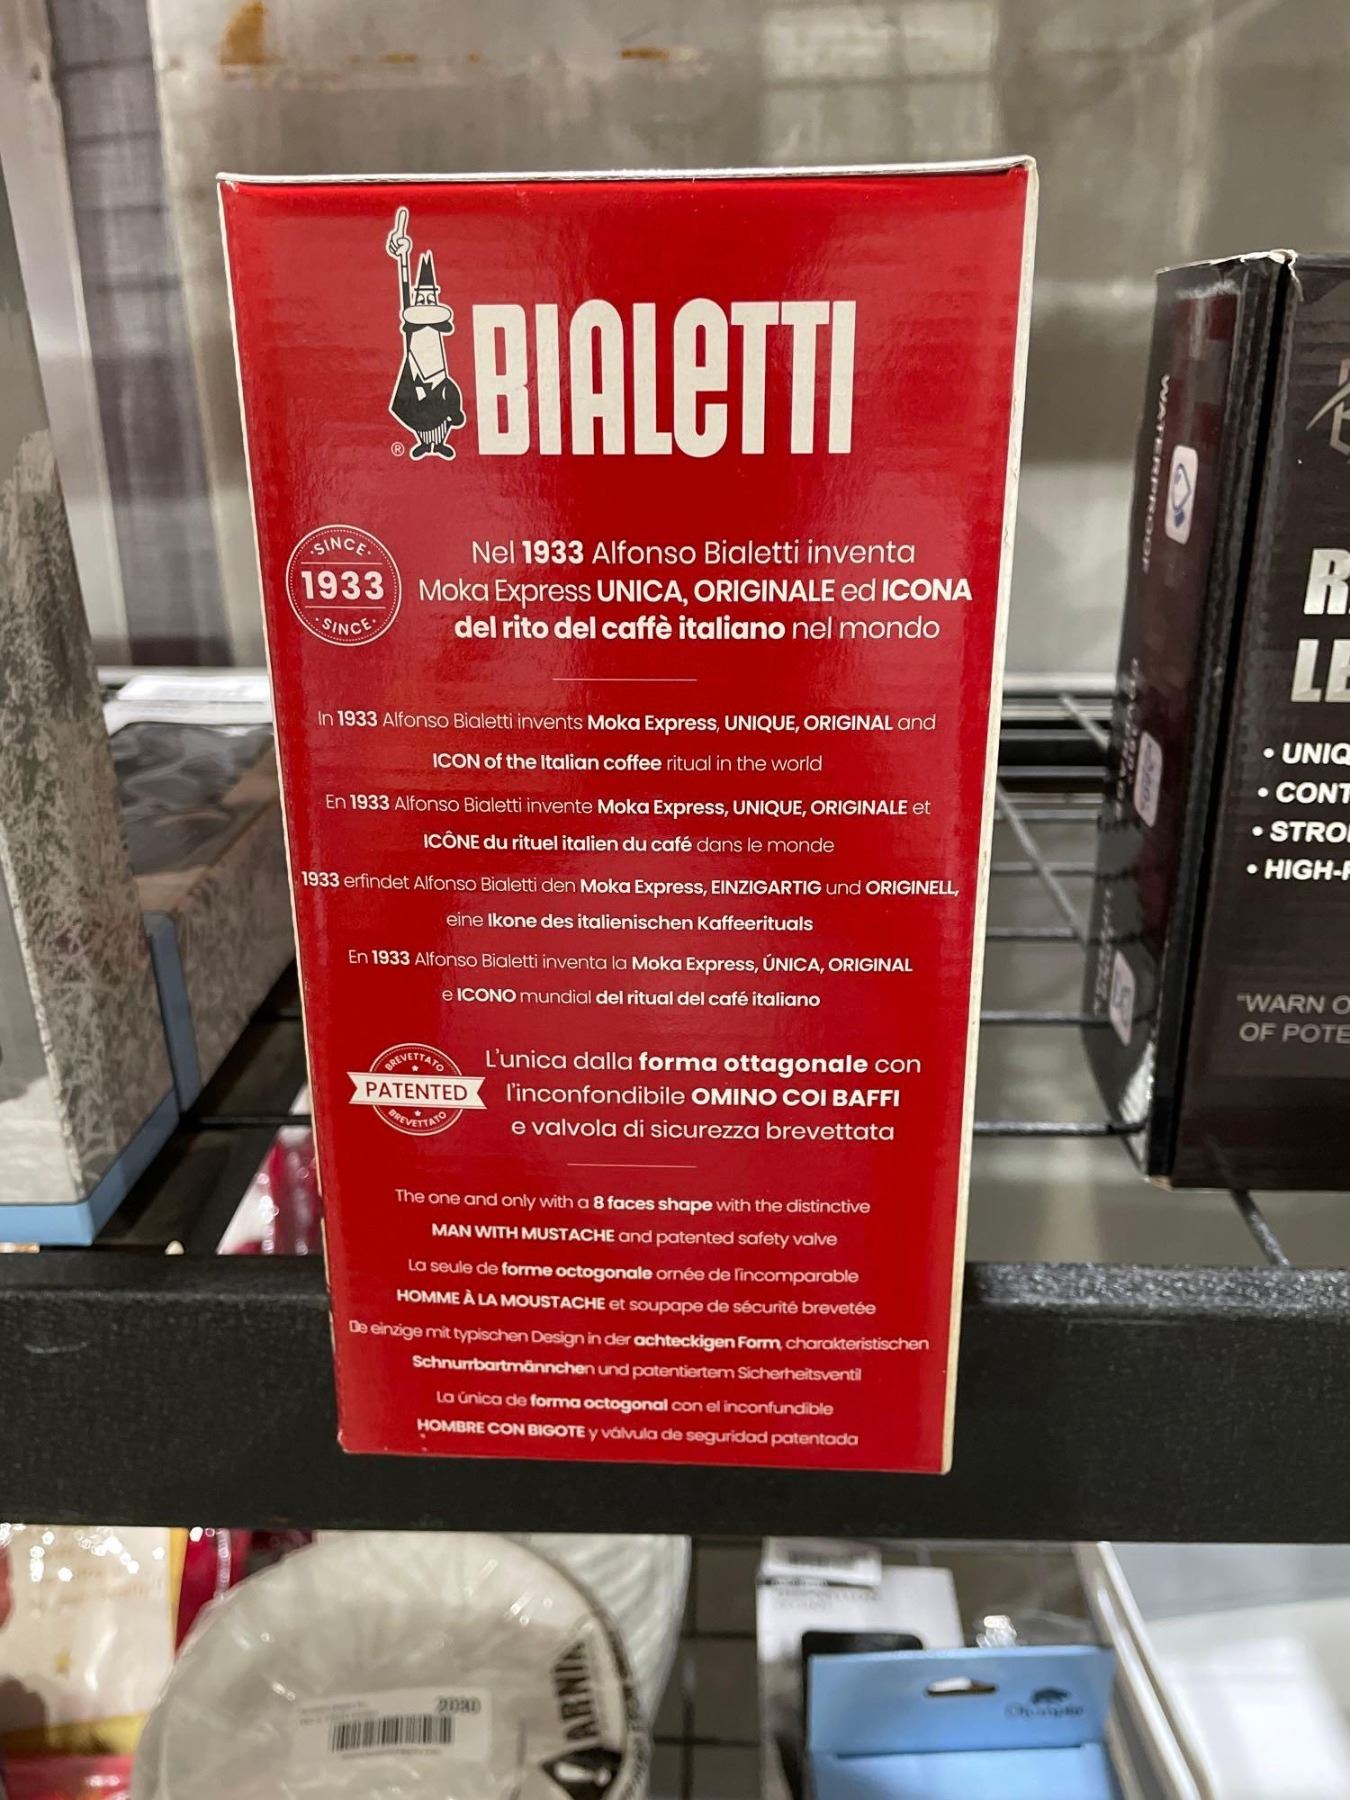 BIALETTI
®
SINCE
1933
SINCE
Nel 1933 Alfonso Bialetti inventa
Moka Express UNICA, ORIGINALE ed ICONA
del rito del caffè italiano nel mondo
In 1933 Alfonso Bialetti invents Moka Express, UNIQUE, ORIGINAL and
ICON of the Italian coffee ritual in the world
En 1933 Alfonso Bialetti invente Moka Express, UNIQUE, ORIGINALE et
ICÔNE du rituel italien du café dans le monde
1933 erfindet Alfonso Bialetti den Moka Express, EINZIGARTIG und ORIGINELL,
eine Ikone des italienischen Kaffeerituals
En 1933 Alfonso Bialetti inventa la Moka Express, ÚNICA, ORIGINAL
e ICONO mundial del ritual del café italiano
BREVETTATO
PATENTED
BREVETTATO
L'unica dalla forma ottagonale con
l'inconfondibile OMINO COI BAFFI
e valvola di sicurezza brevettata
The one and only with a 8 faces shape with the distinctive
MAN WITH MUSTACHE and patented safety valve
La seule de forme octogonale ornée de l'incomparable
HOMME À LA MOUSTACHE et soupape de sécurité brevetée
De einzige mit typischen Design in der achteckigen Form, charakteristischen
Schnurrbartmännchen und patentiertem Sicherheitsventil
La única de forma octogonal con el inconfundible
HOMBRE CON BIGOTE y válvula de seguridad patentada
WATERPROOF
• UNIQ
• CONT
• STRO
• HIGH-
"WARN O
OF POTE
2030